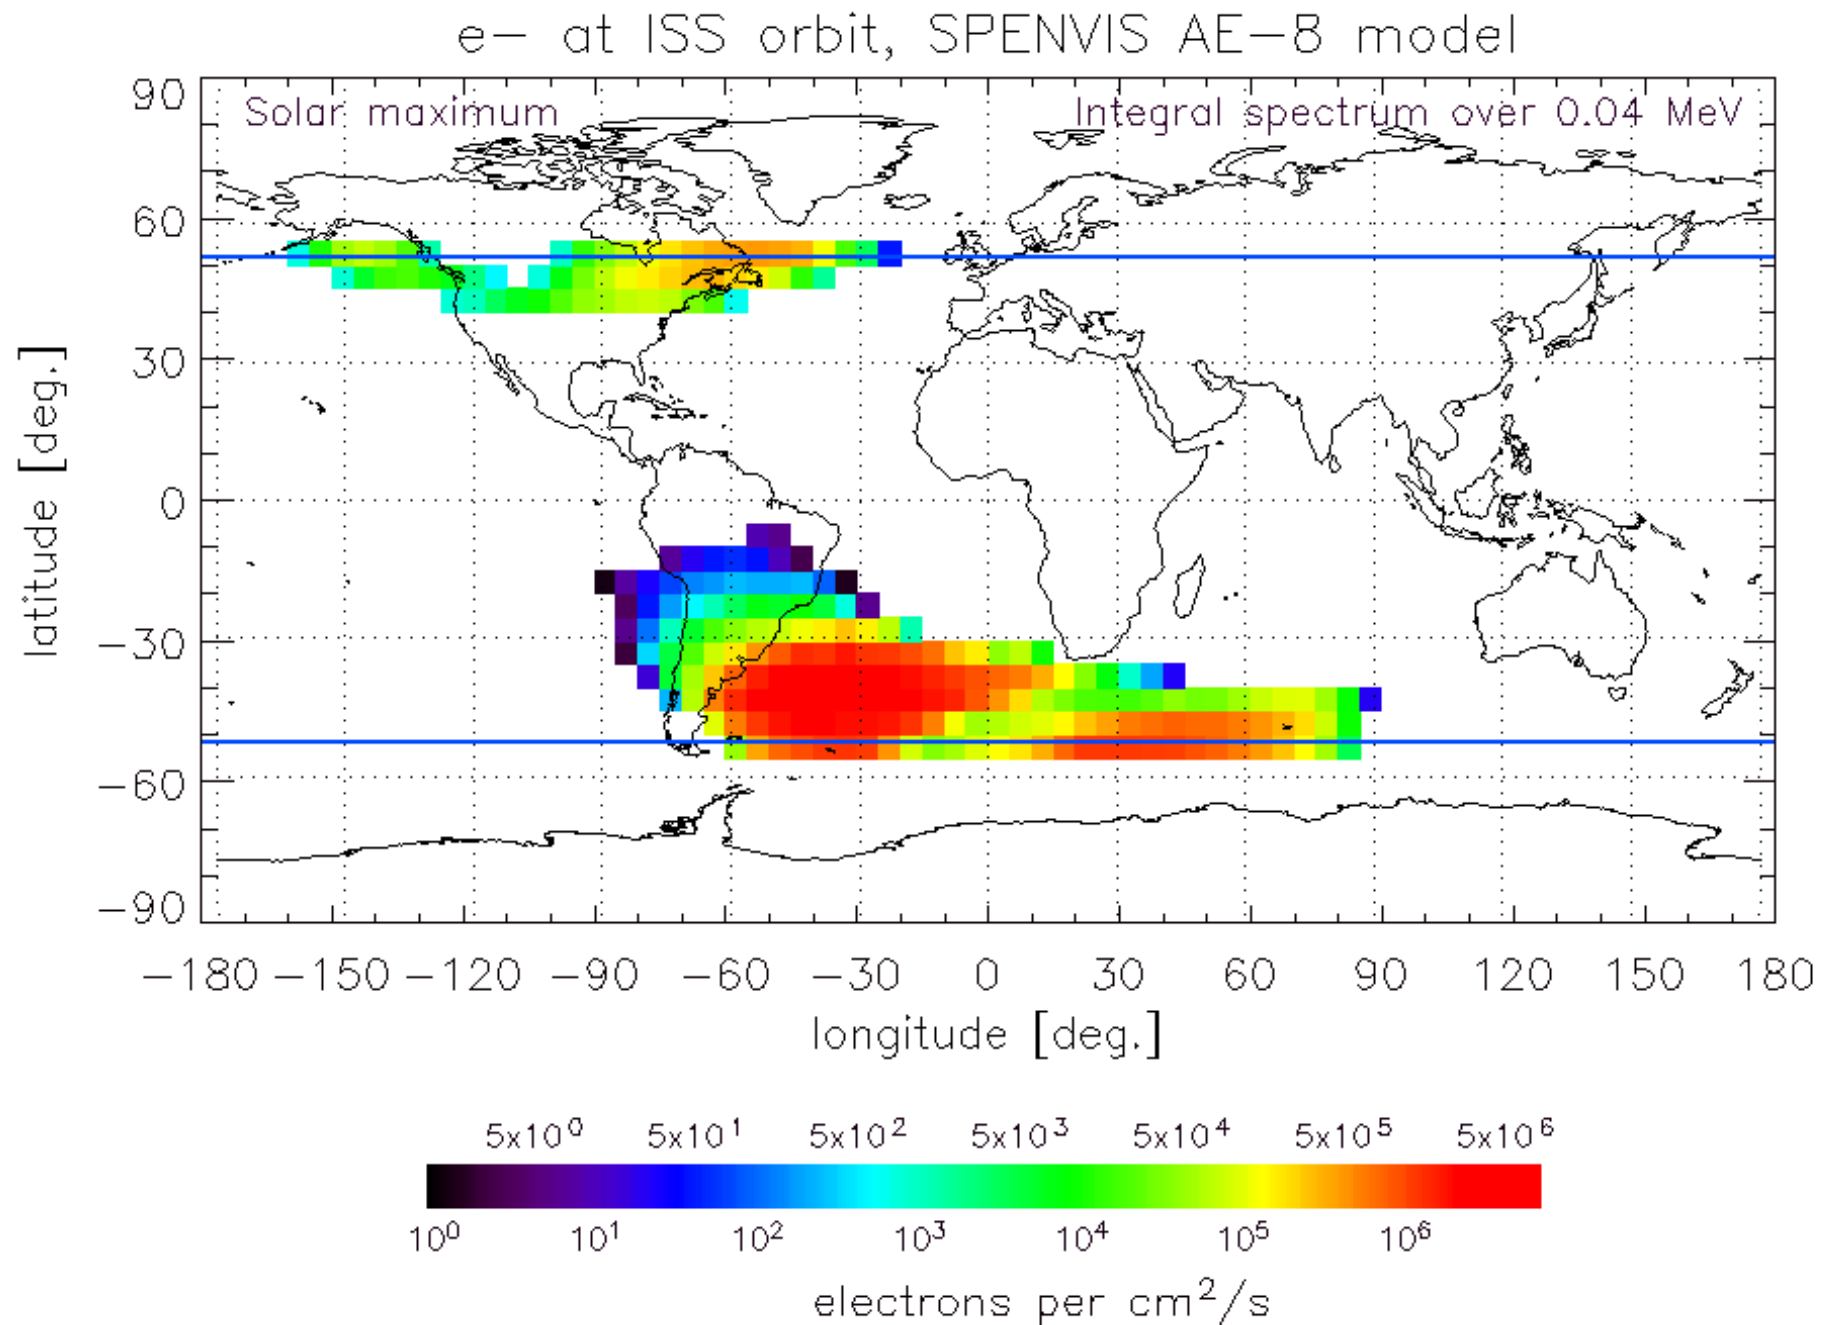 e- at ISS orbit, SPENVIS AE-8 model
Solar maximum
Integral spectrum over 0.04 MeV
90
60
30
0
-30
-60
-90
latitude [deg.]
-180 -150 -120 -90 -60 -30 0 30 60 90 120 150 180
longitude [deg.]
5x10⁰ 5x10¹ 5x10² 5x10³ 5x10⁴ 5x10⁵ 5x10⁶
10⁰ 10¹ 10² 10³ 10⁴ 10⁵ 10⁶
electrons per cm²/s